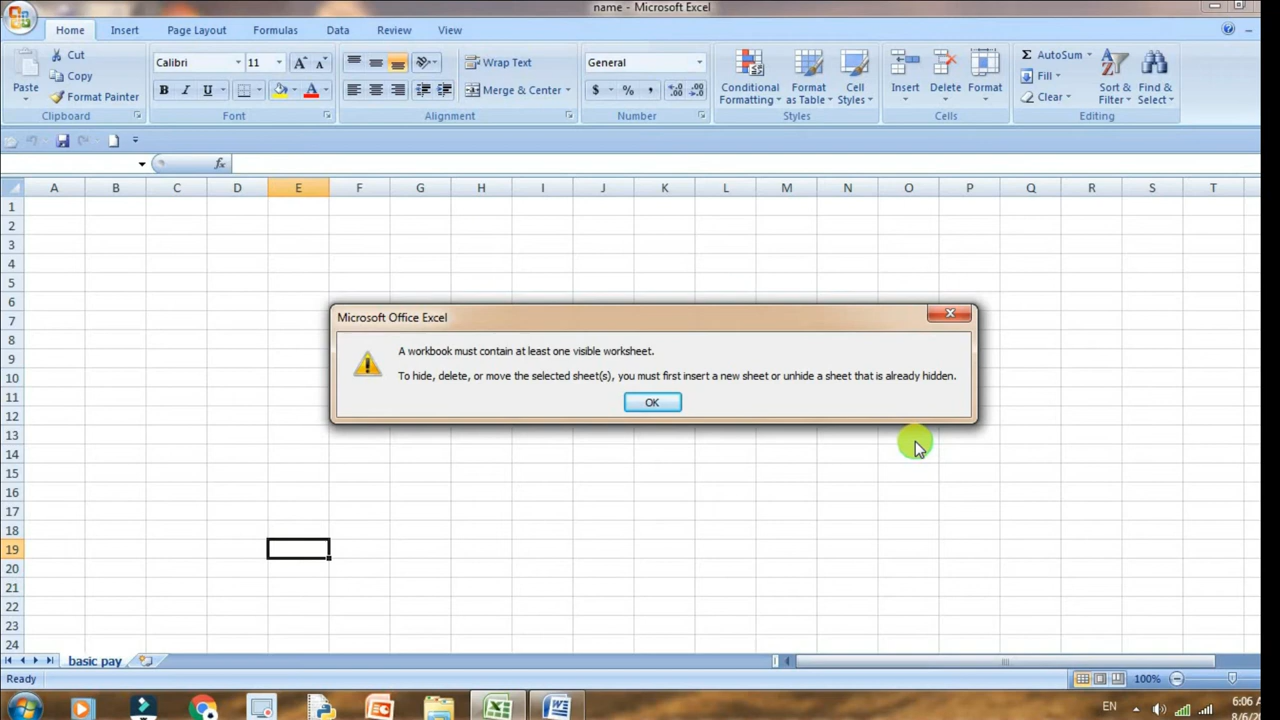 name - Microsoft Excel
Home Insert Page Layout Formulas Data Review View
Paste
Cut
Copy
Format Painter
Clipboard
Calibri 11
B I U
Font
Wrap Text
Merge & Center
Alignment
General
$ % ,
Number
Conditional Formatting
Format as Table
Cell Styles
Styles
Insert
Delete
Format
Cells
Σ AutoSum
Fill
Clear
Sort & Filter
Find & Select
Editing
fx
A B C D E F G H I J K L M N O P Q R S T
1
2
3
4
5
6
7
8
9
10
11
12
13
14
15
16
17
18
19
20
21
22
23
24
Microsoft Office Excel
A workbook must contain at least one visible worksheet.
To hide, delete, or move the selected sheet(s), you must first insert a new sheet or unhide a sheet that is already hidden.
OK
basic pay
Ready
100%
EN
6:06